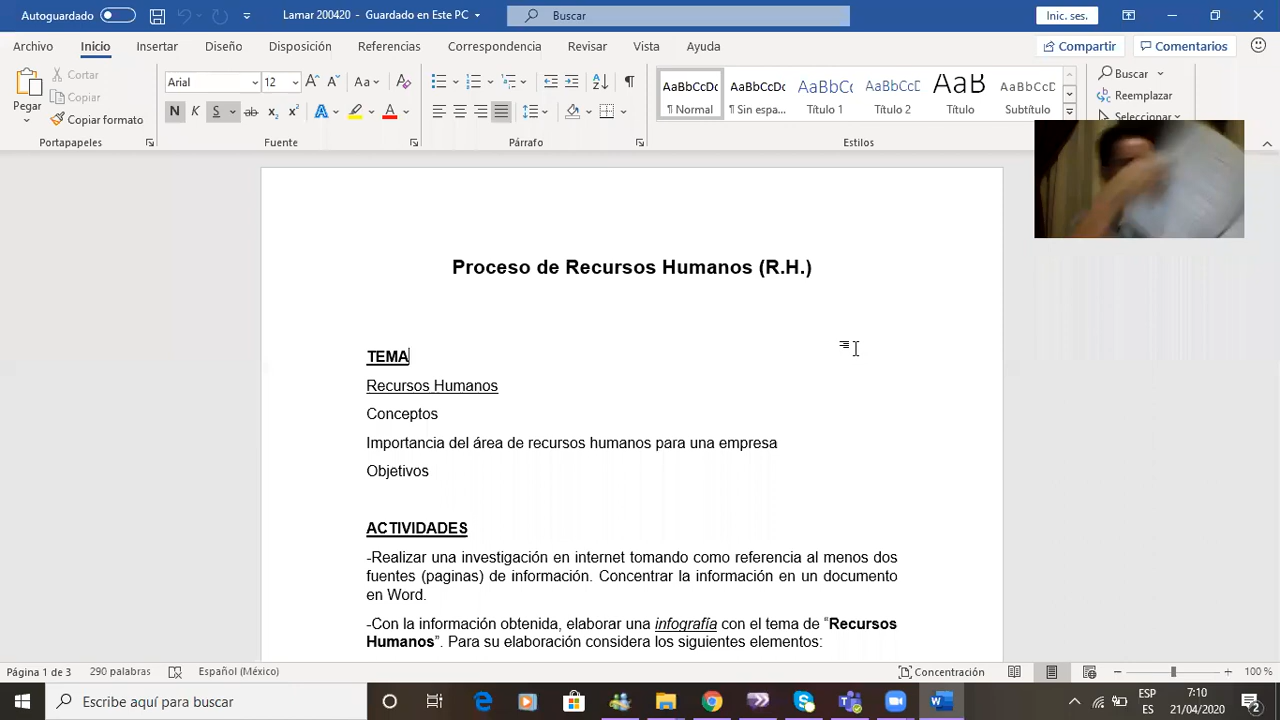 Autoguardado
Lamar 200420 - Guardado en Este PC
Buscar
Inic. ses.
Archivo Inicio Insertar Diseño Disposición Referencias Correspondencia Revisar Vista Ayuda
Compartir Comentarios
Pegar
Cortar
Copiar
Copiar formato
Portapapeles
Arial 12
N K S ab x₂ x²
Fuente
Párrafo
AaBbCcDc AaBbCcDc AaBbCc AaBbCcD AaB AaBbCcD
¶ Normal ¶ Sin espa... Título 1 Título 2 Título Subtítulo
Estilos
Buscar
Reemplazar
Seleccionar
Proceso de Recursos Humanos (R.H.)
TEMA
Recursos Humanos
Conceptos
Importancia del área de recursos humanos para una empresa
Objetivos
ACTIVIDADES
-Realizar una investigación en internet tomando como referencia al menos dos
fuentes (paginas) de información. Concentrar la información en un documento
en Word.
-Con la información obtenida, elaborar una infografía con el tema de “Recursos
Humanos”. Para su elaboración considera los siguientes elementos:
Página 1 de 3 290 palabras Español (México) Concentración 100 %
Escribe aquí para buscar
ESP 7:10
ES 21/04/2020
2